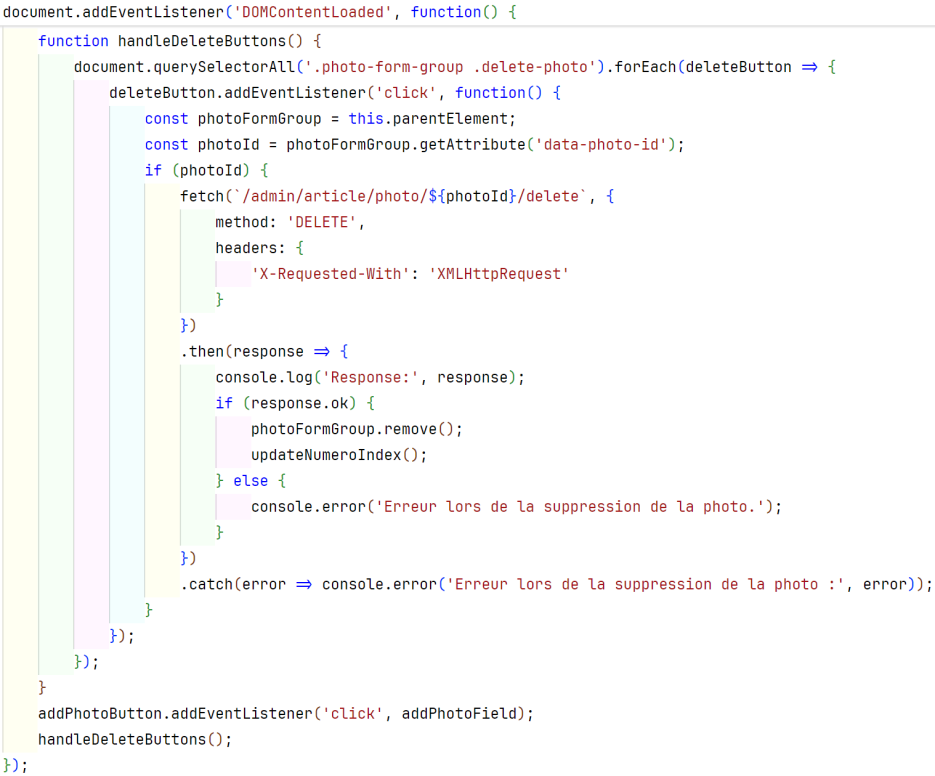 document.addEventListener('DOMContentLoaded', function() {
    function handleDeleteButtons() {
        document.querySelectorAll('.photo-form-group .delete-photo').forEach(deleteButton => {
            deleteButton.addEventListener('click', function() {
                const photoFormGroup = this.parentElement;
                const photoId = photoFormGroup.getAttribute('data-photo-id');
                if (photoId) {
                    fetch(`/admin/article/photo/${photoId}/delete`, {
                        method: 'DELETE',
                        headers: {
                            'X-Requested-With': 'XMLHttpRequest'
                        }
                    })
                    .then(response => {
                        console.log('Response:', response);
                        if (response.ok) {
                            photoFormGroup.remove();
                            updateNumeroIndex();
                        } else {
                            console.error('Erreur lors de la suppression de la photo.');
                        }
                    })
                    .catch(error => console.error('Erreur lors de la suppression de la photo :', error));
                }
            });
        });
    }
    addPhotoButton.addEventListener('click', addPhotoField);
    handleDeleteButtons();
});